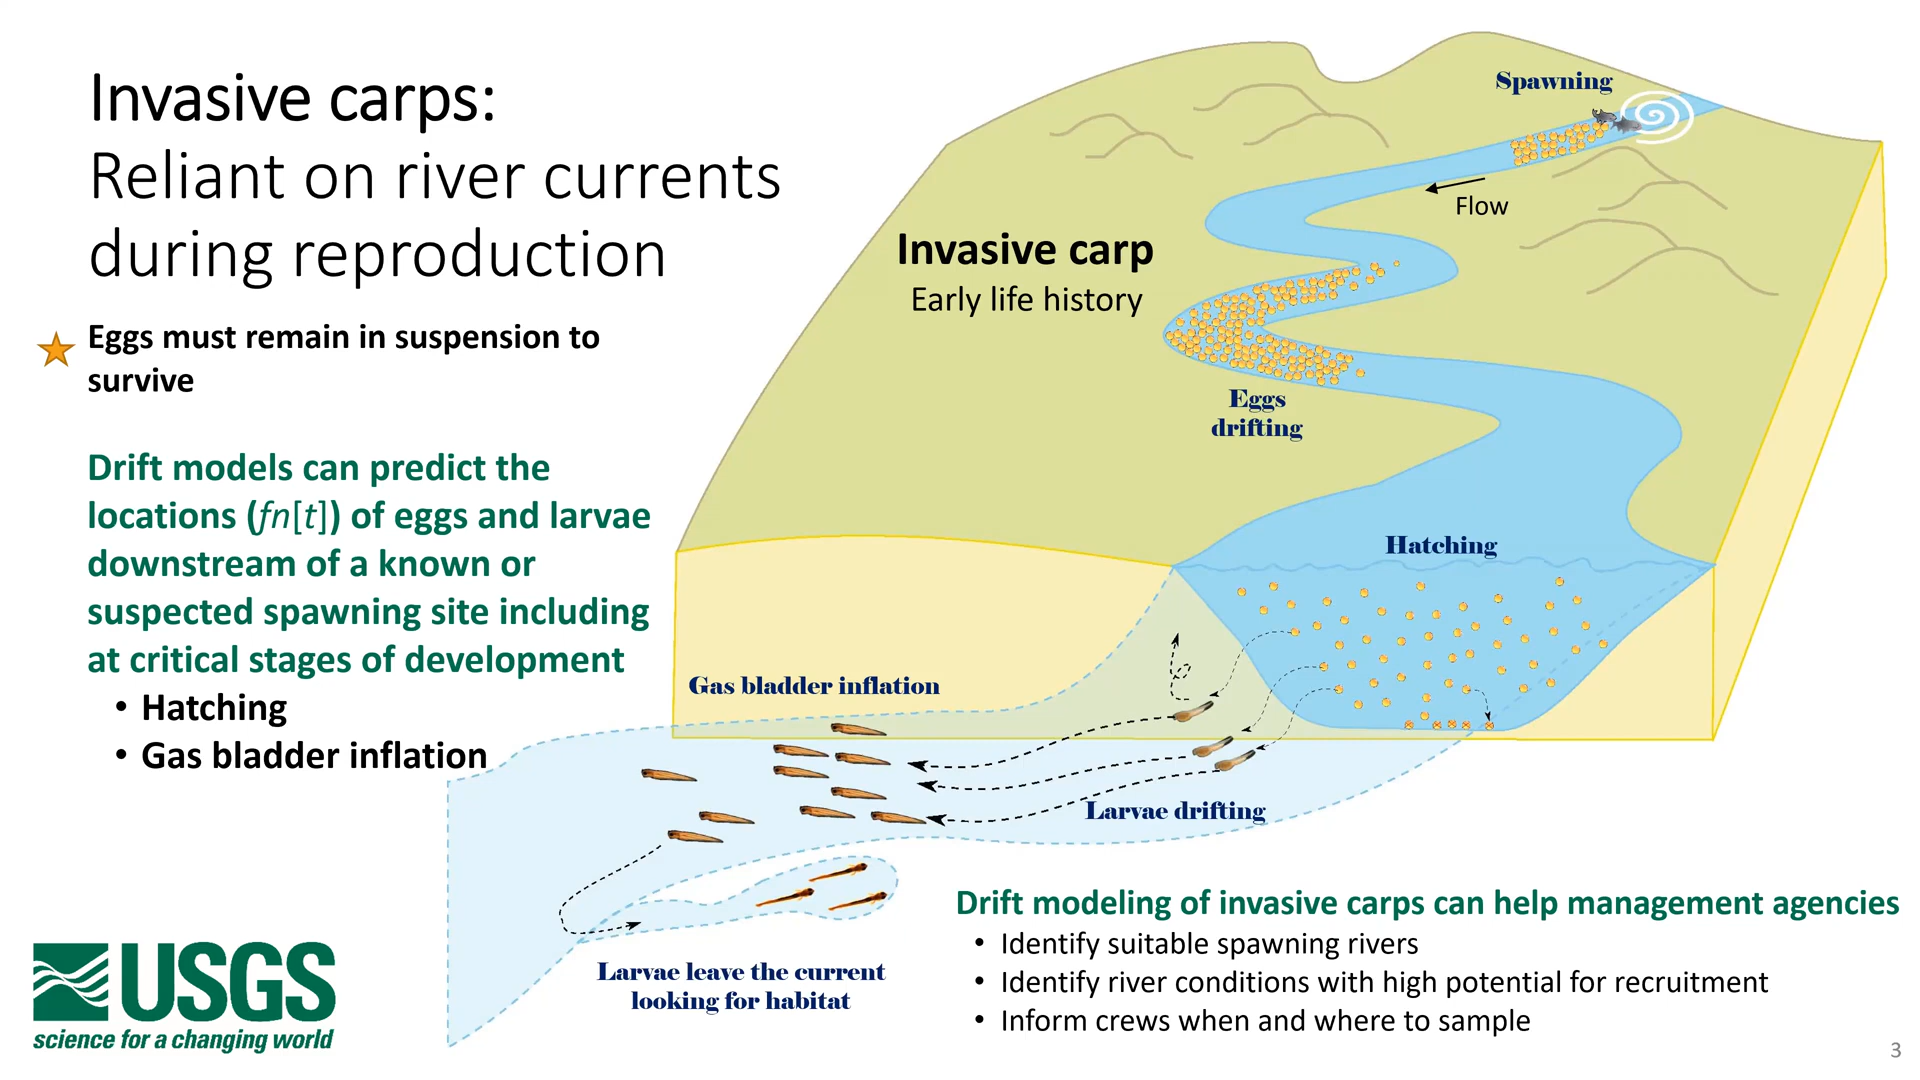 Invasive carps:
Reliant on river currents
during reproduction
Eggs must remain in suspension to
survive
Drift models can predict the
locations (fn[t]) of eggs and larvae
downstream of a known or
suspected spawning site including
at critical stages of development
• Hatching
• Gas bladder inflation
Invasive carp
Early life history
Spawning
Flow
Eggs
drifting
Hatching
Gas bladder inflation
Larvae drifting
Larvae leave the current
looking for habitat
Drift modeling of invasive carps can help management agencies
• Identify suitable spawning rivers
• Identify river conditions with high potential for recruitment
• Inform crews when and where to sample
USGS
science for a changing world
3